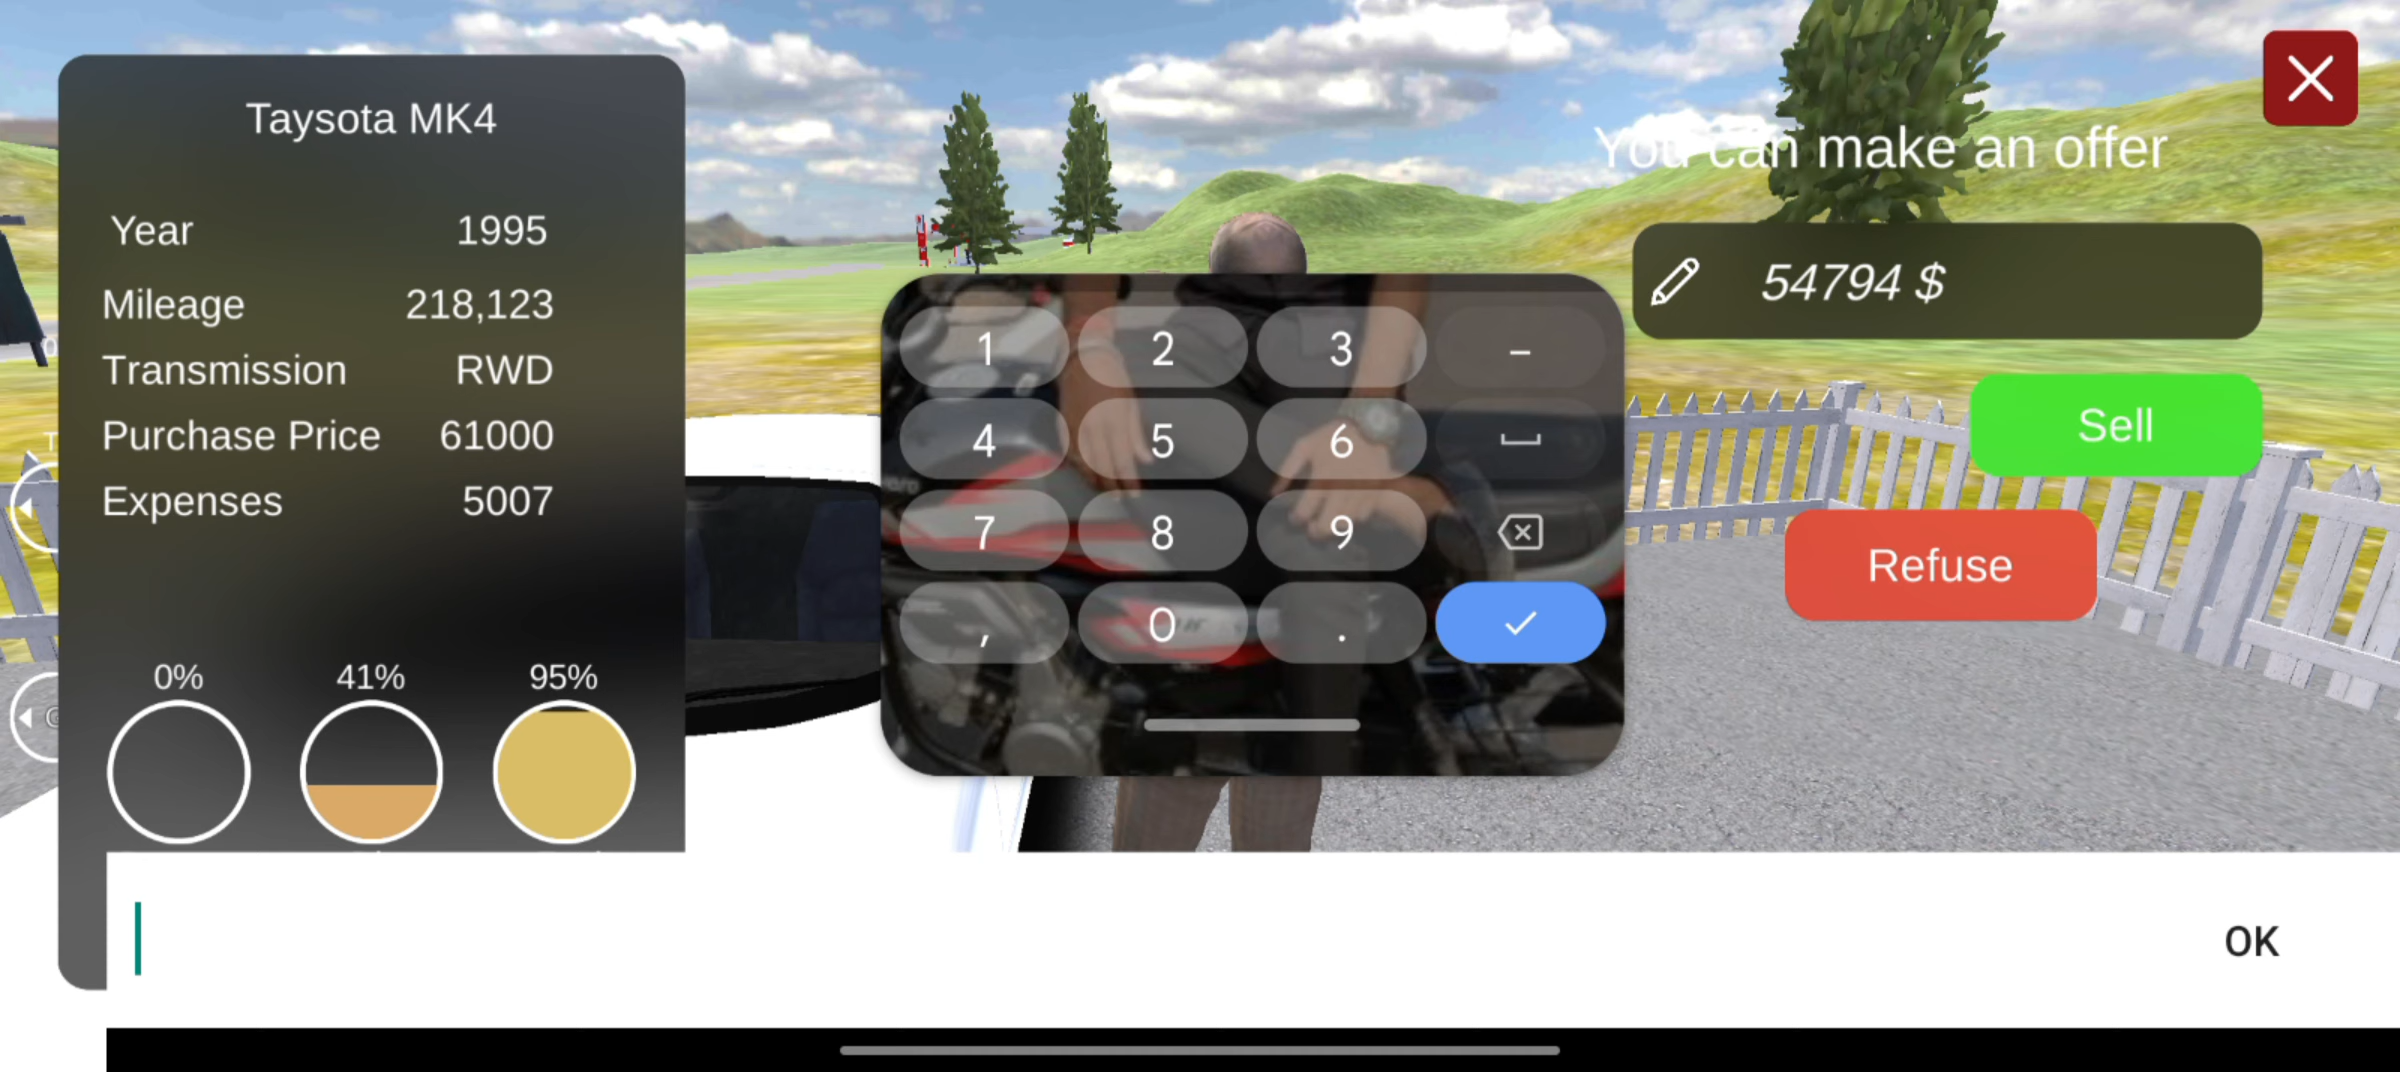 Taysota MK4
Year 1995
Mileage 218,123
Transmission RWD
Purchase Price 61000
Expenses 5007
0% 41% 95%
You can make an offer
54794 $
Sell
Refuse
1 2 3 –
4 5 6
7 8 9
, 0 .
OK